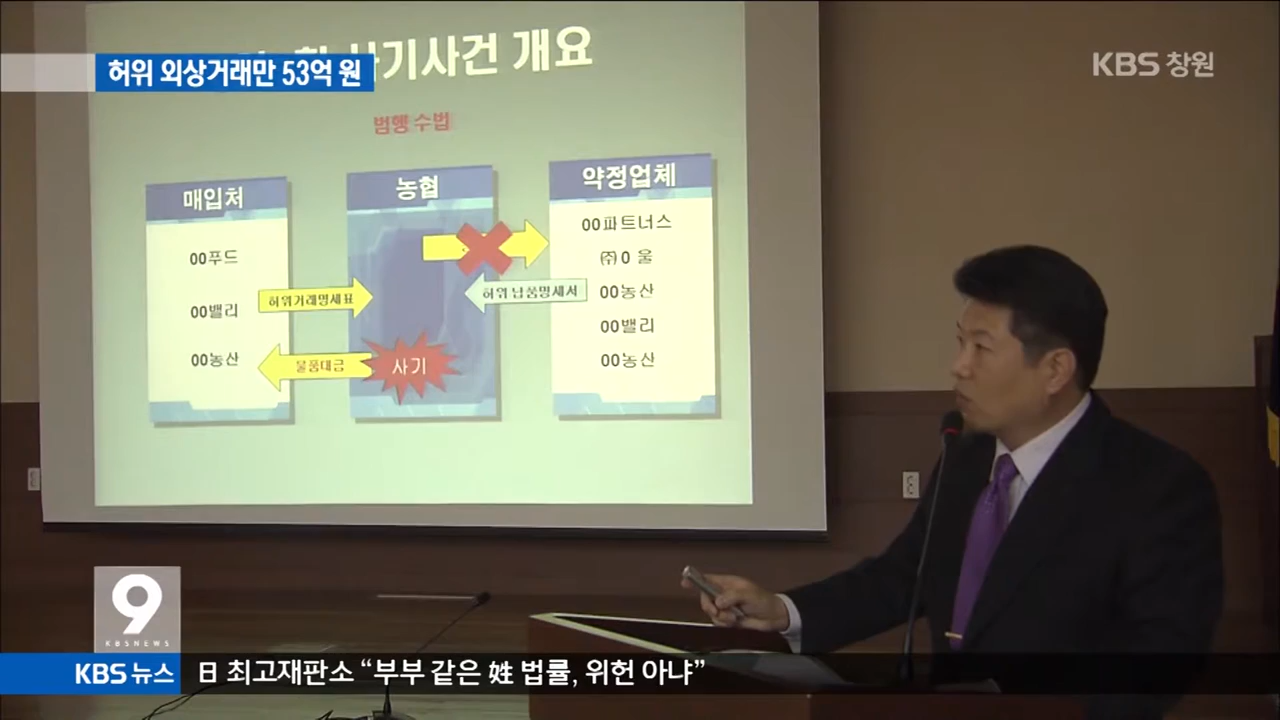 허위 외상거래만 53억 원
사기사건 개요
KBS 창원
범행 수법
매입처
00푸드
00밸리
00농산
농협
약정업체
00파트너스
㈜0 울
00농산
00밸리
00농산
허위거래명세표
허위 납품명세서
물품대금
사기
9
KBS NEWS
KBS 뉴스
日 최고재판소 “부부 같은 姓 법률, 위헌 아냐”